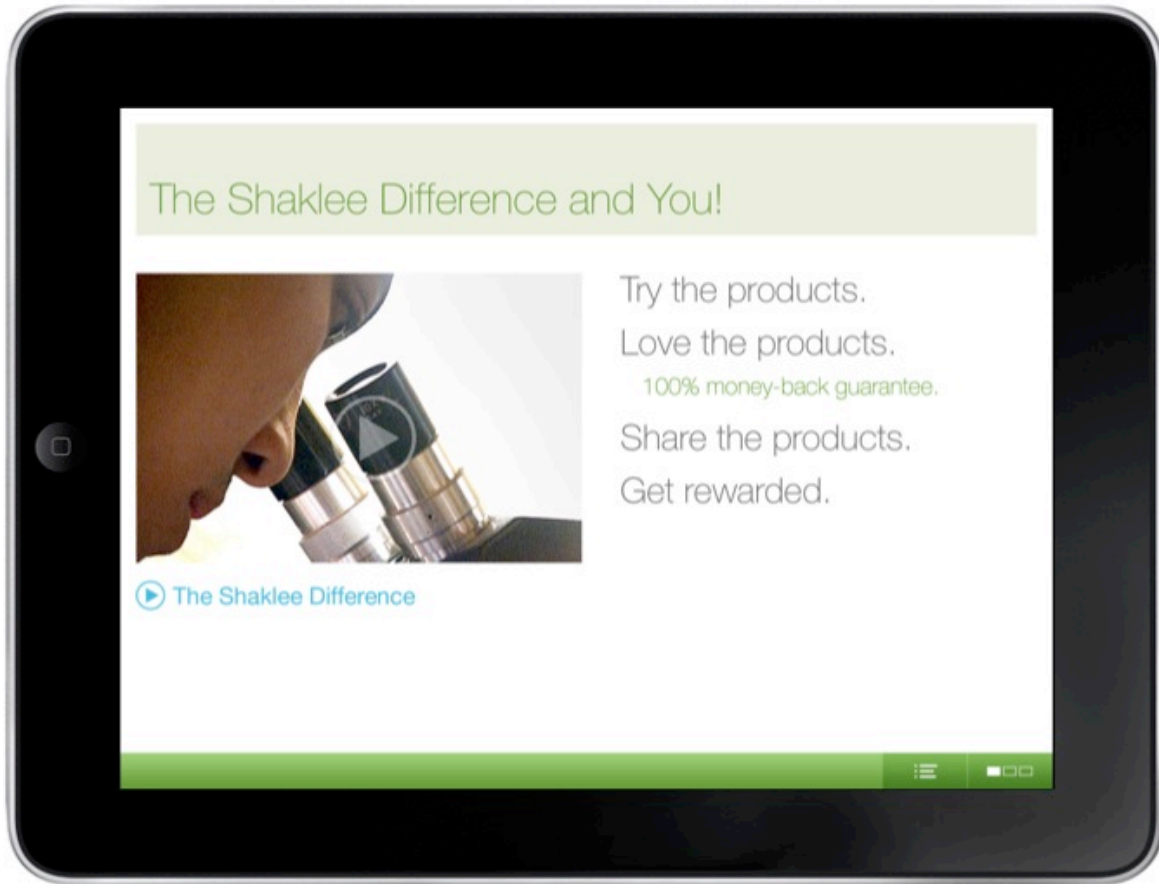 The Shaklee Difference and You!
Try the products.
Love the products.
100% money-back guarantee.
Share the products.
Get rewarded.
The Shaklee Difference